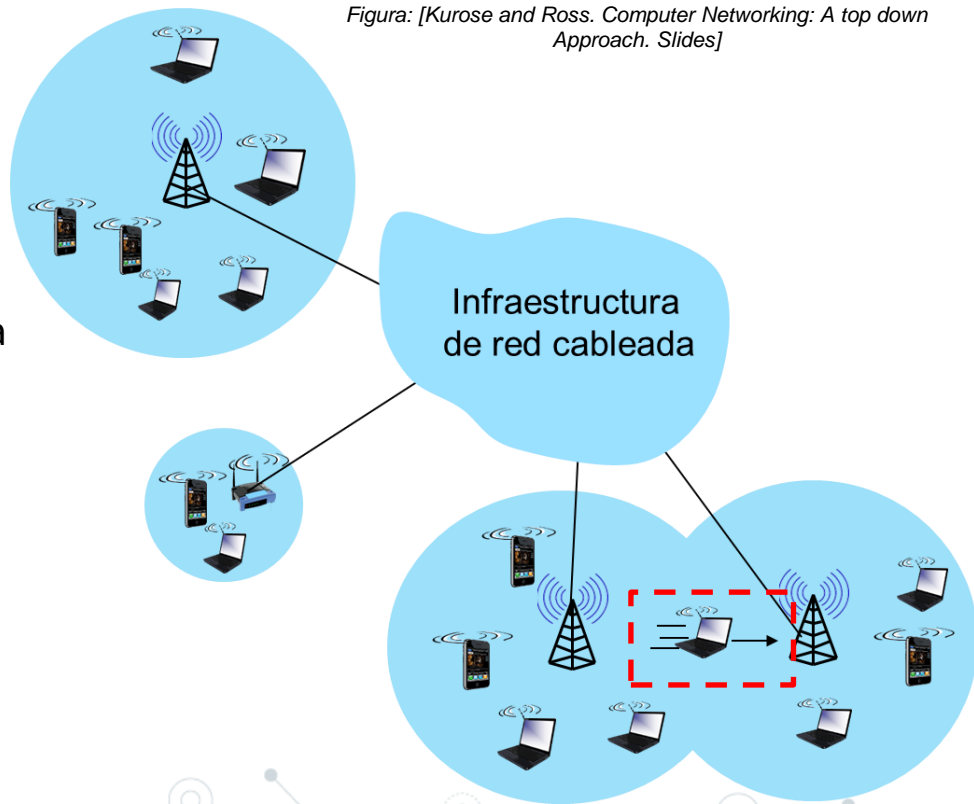 Figura: [Kurose and Ross. Computer Networking: A top down
Approach. Slides]
a
Infraestructura
de red cableada